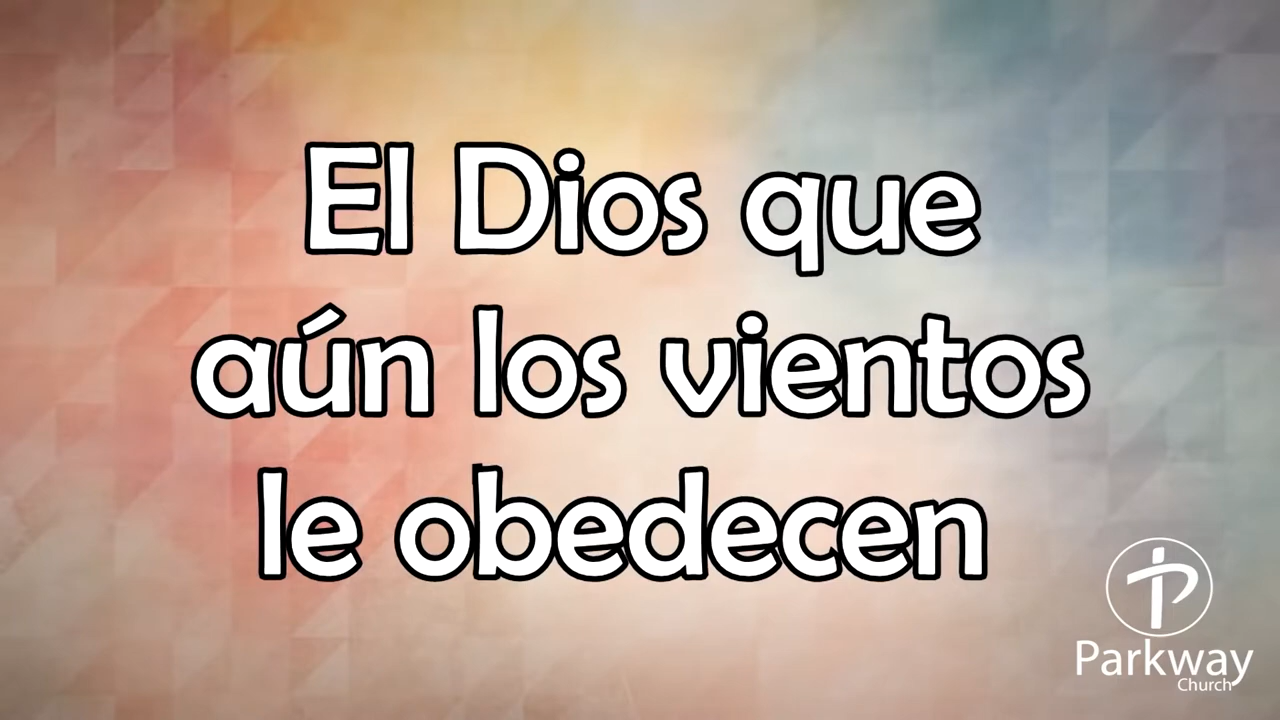 El Dios que
aún los vientos
le obedecen
Parkway
Church